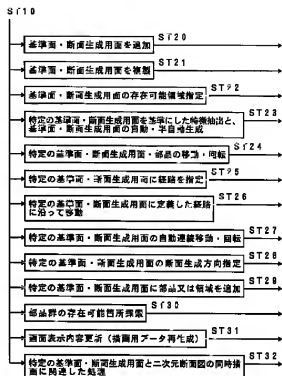 ST10
ST20
基準面・断面生成用面を追加
ST21
基準面・断面生成用面を複製
ST22
基準面・断面生成用面の存在可能領域指定
ST23
特定の基準面・断面生成用面を基準にした特徴抽出と、
基準面・断面生成用面の自動・半自動生成
ST24
特定の基準面・断面生成用面・部品の移動・回転
ST25
特定の基準面・断面生成用面に経路を指定
ST26
特定の基準面・断面生成用面に定義した経路
に沿って移動
ST27
特定の基準面・断面生成用面の自動連続移動・回転
ST28
特定の基準面・断面生成用面の断面生成方向指定
ST29
特定の基準面・断面生成用面に部品又は領域を追加
ST30
部品群の存在可能箇所探索
ST31
画面表示内容更新（描画用データ再生成）
ST32
特定の基準面・断面生成用面と二次元断面図の同時描
画に関連した処理